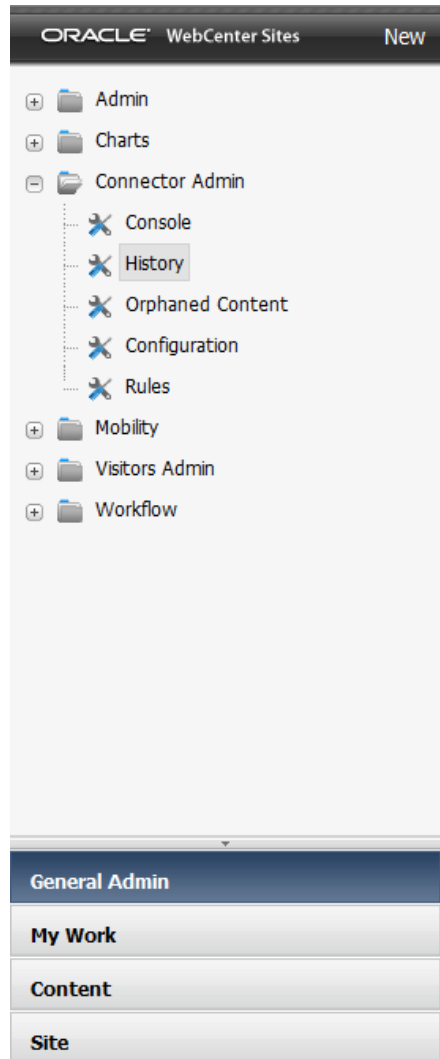 ORACLE WebCenter Sites New
Admin
Charts
Connector Admin
Console
History
Orphaned Content
Configuration
Rules
Mobility
Visitors Admin
Workflow
General Admin
My Work
Content
Site